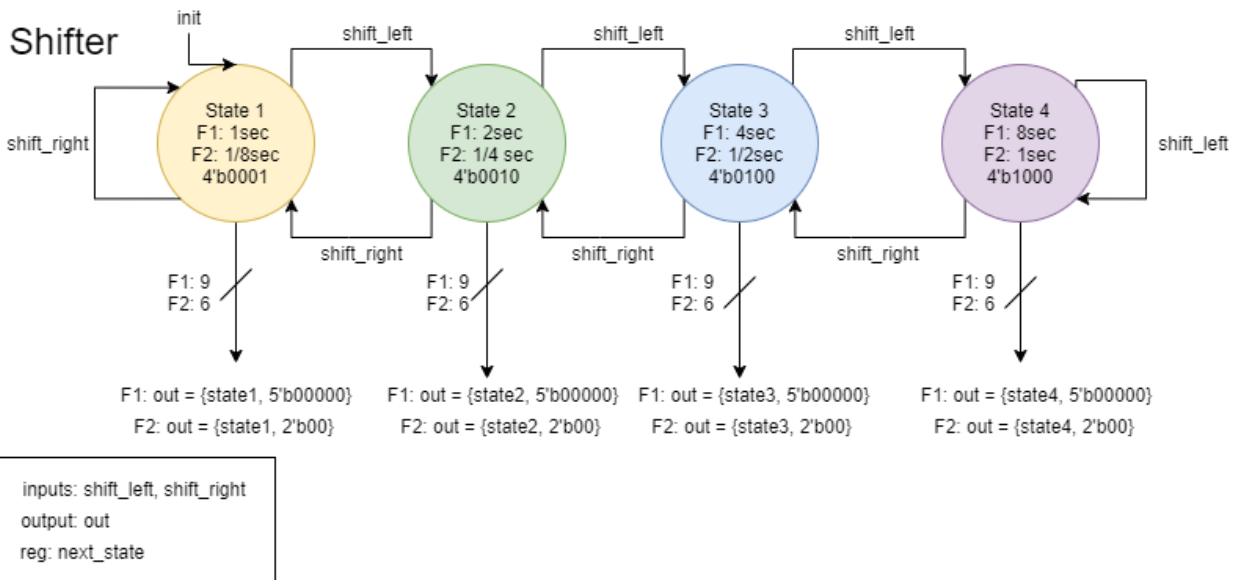 Shifter
init
shift_left
shift_left
shift_left
shift_right
State 1
F1: 1sec
F2: 1/8sec
4'b0001
State 2
F1: 2sec
F2: 1/4 sec
4'b0010
State 3
F1: 4sec
F2: 1/2sec
4'b0100
State 4
F1: 8sec
F2: 1sec
4'b1000
shift_left
shift_right
shift_right
shift_right
F1: 9
F2: 6
F1: 9
F2: 6
F1: 9
F2: 6
F1: 9
F2: 6
F1: out = {state1, 5'b00000}
F2: out = {state1, 2'b00}
F1: out = {state2, 5'b00000}
F2: out = {state2, 2'b00}
F1: out = {state3, 5'b00000}
F2: out = {state3, 2'b00}
F1: out = {state4, 5'b00000}
F2: out = {state4, 2'b00}
inputs: shift_left, shift_right
output: out
reg: next_state